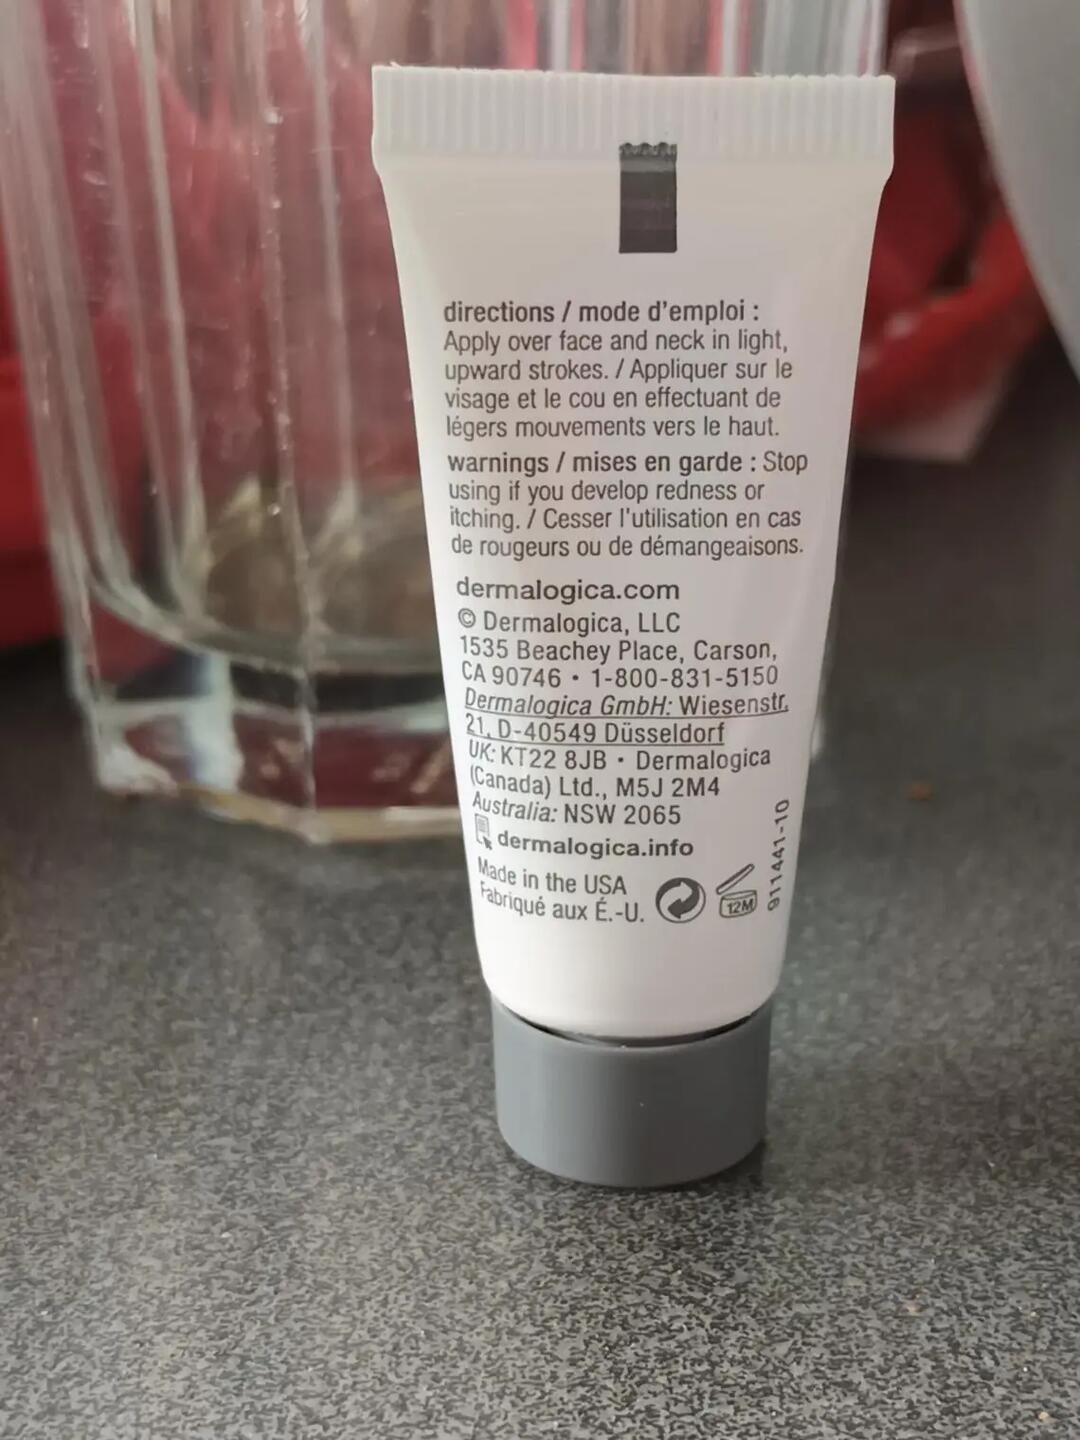 directions / mode d'emploi :
Apply over face and neck in light,
upward strokes. / Appliquer sur le
visage et le cou en effectuant de
légers mouvements vers le haut.
warnings / mises en garde : Stop
using if you develop redness or
itching. / Cesser l'utilisation en cas
de rougeurs ou de démangeaisons.
dermalogica.com
© Dermalogica, LLC
1535 Beachey Place, Carson,
CA 90746 • 1-800-831-5150
Dermalogica GmbH: Wiesenstr.
21, D-40549 Düsseldorf
UK: KT22 8JB • Dermalogica
(Canada) Ltd., M5J 2M4
Australia: NSW 2065
dermalogica.info
Made in the USA
Fabriqué aux É.-U.
12M
911441-10